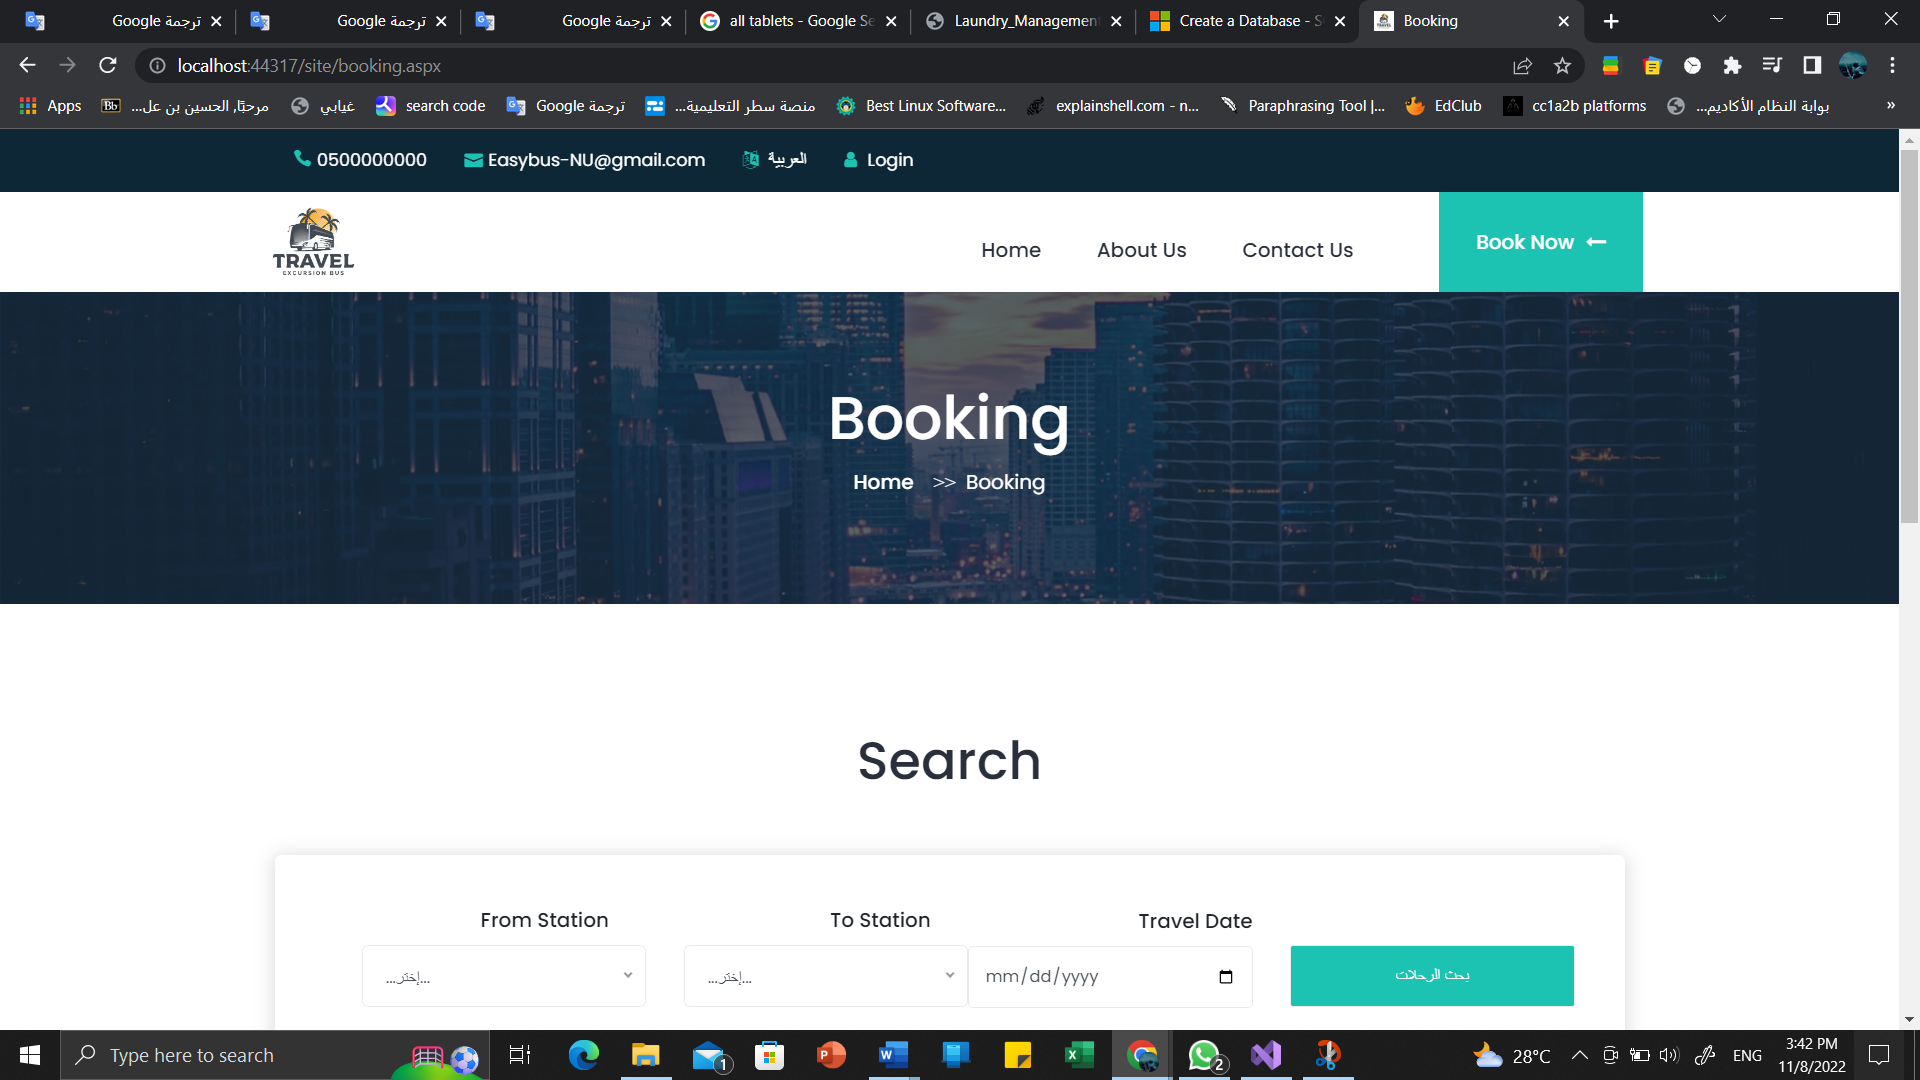 ترجمة Google
ترجمة Google
ترجمة Google
all tablets - Google Se
Laundry_Management
Create a Database - S
Booking
localhost:44317/site/booking.aspx
Apps
Bb
مرحبًا, الحسين بن عل...
غيابي
search code
ترجمة Google
منصة سطر التعليمية...
Best Linux Software...
explainshell.com - n...
Paraphrasing Tool |...
EdClub
cc1a2b platforms
بوابة النظام الأكاديم...
»
0500000000
Easybus-NU@gmail.com
العربية
Login
TRAVEL
EXCURSION BUS
Home
About Us
Contact Us
Book Now
Booking
Home >> Booking
Search
From Station
To Station
Travel Date
إختر...
إختر...
mm/dd/yyyy
بحث الرحلات
Type here to search
1
2
28°C
ENG
3:42 PM
11/8/2022